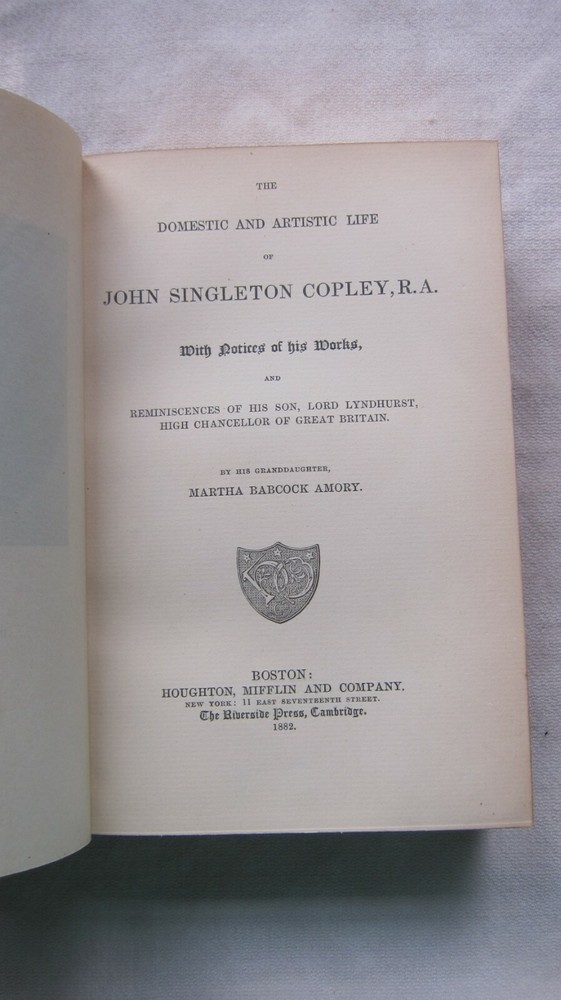 THE
DOMESTIC AND ARTISTIC LIFE
OF
JOHN SINGLETON COPLEY, R.A.
With Notices of his Works,
AND
REMINISCENCES OF HIS SON, LORD LYNDHURST,
HIGH CHANCELLOR OF GREAT BRITAIN.
BY HIS GRANDDAUGHTER,
MARTHA BABCOCK AMORY.
BOSTON:
HOUGHTON, MIFFLIN AND COMPANY.
NEW YORK: 11 EAST SEVENTEENTH STREET.
The Riverside Press, Cambridge.
1882.